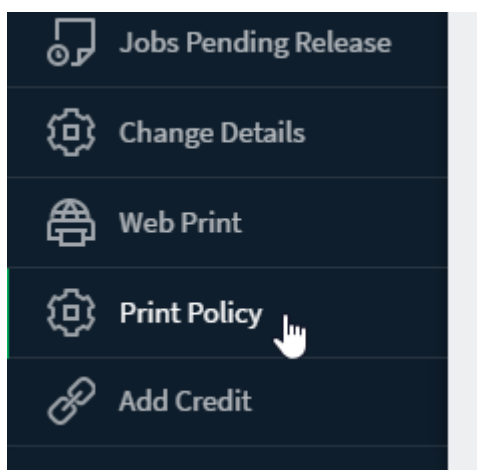 Jobs Pending Release
Change Details
Web Print
Print Policy
Add Credit